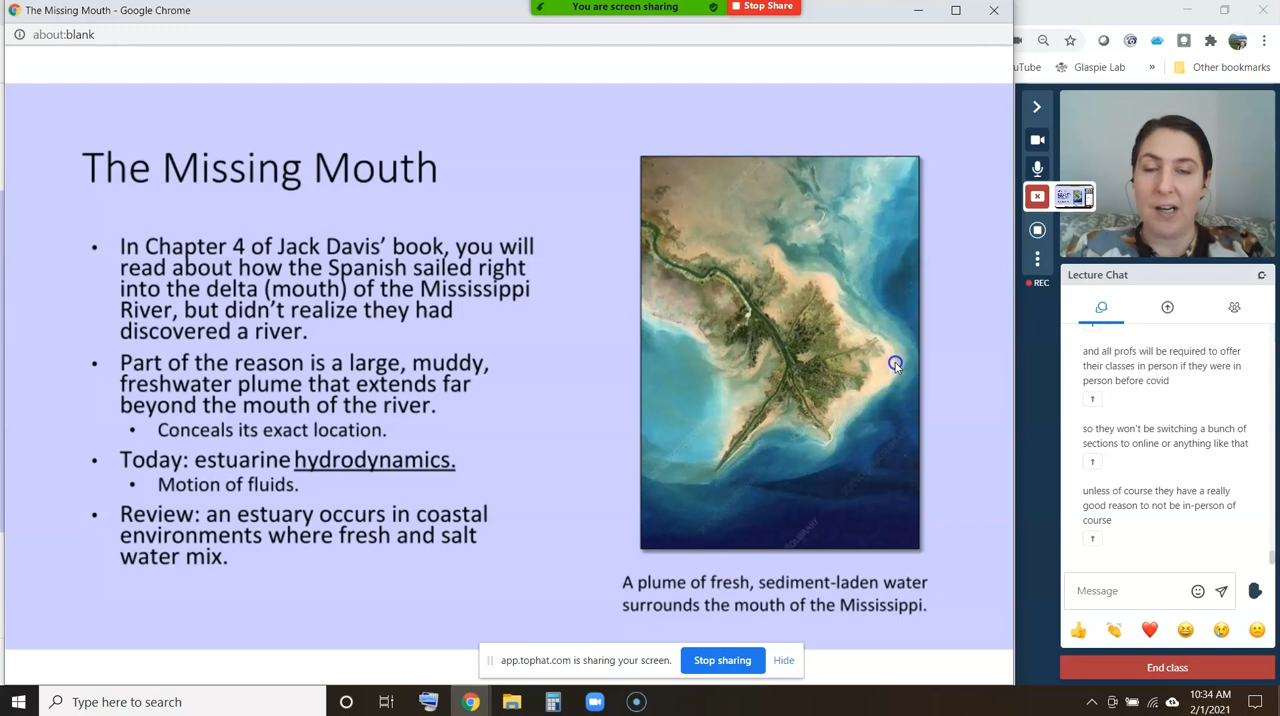 The Missing Mouth - Google Chrome
You are screen sharing
Stop Share
about:blank
uTube
Glaspie Lab
»
Other bookmarks
The Missing Mouth
• In Chapter 4 of Jack Davis' book, you will
read about how the Spanish sailed right
into the delta (mouth) of the Mississippi
River, but didn't realize they had
discovered a river.
• Part of the reason is a large, muddy,
freshwater plume that extends far
beyond the mouth of the river.
• Conceals its exact location.
• Today: estuarine hydrodynamics.
• Motion of fluids.
• Review: an estuary occurs in coastal
environments where fresh and salt
water mix.
A plume of fresh, sediment-laden water
surrounds the mouth of the Mississippi.
REC
Lecture Chat
and all profs will be required to offer
their classes in person if they were in
person before covid
so they won't be switching a bunch of
sections to online or anything like that
unless of course they have a really
good reason to not be in-person of
course
Message
End class
app.tophat.com is sharing your screen.
Stop sharing
Hide
Type here to search
10:34 AM
2/1/2021